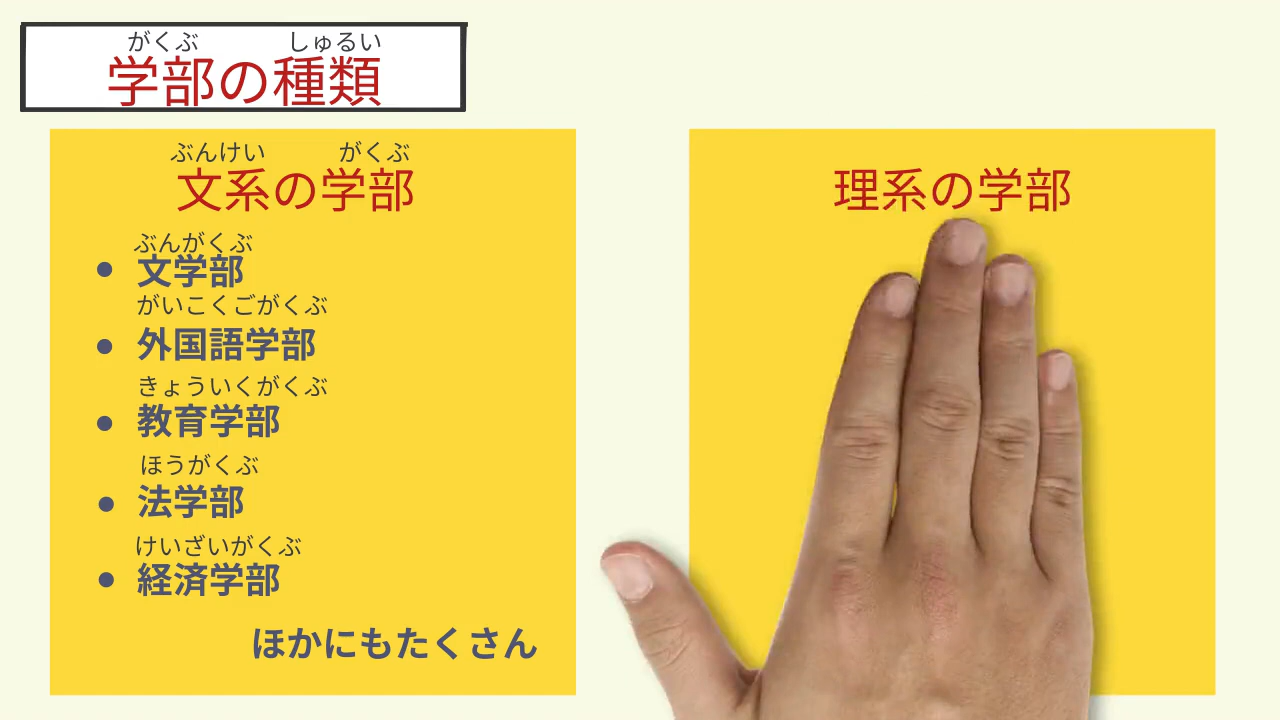 がくぶ しゅるい
学部の種類
ぶんけい がくぶ
文系の学部
ぶんがくぶ
文学部
がいこくごがくぶ
外国語学部
きょういくがくぶ
教育学部
ほうがくぶ
法学部
けいざいがくぶ
経済学部
ほかにもたくさん
理系の学部